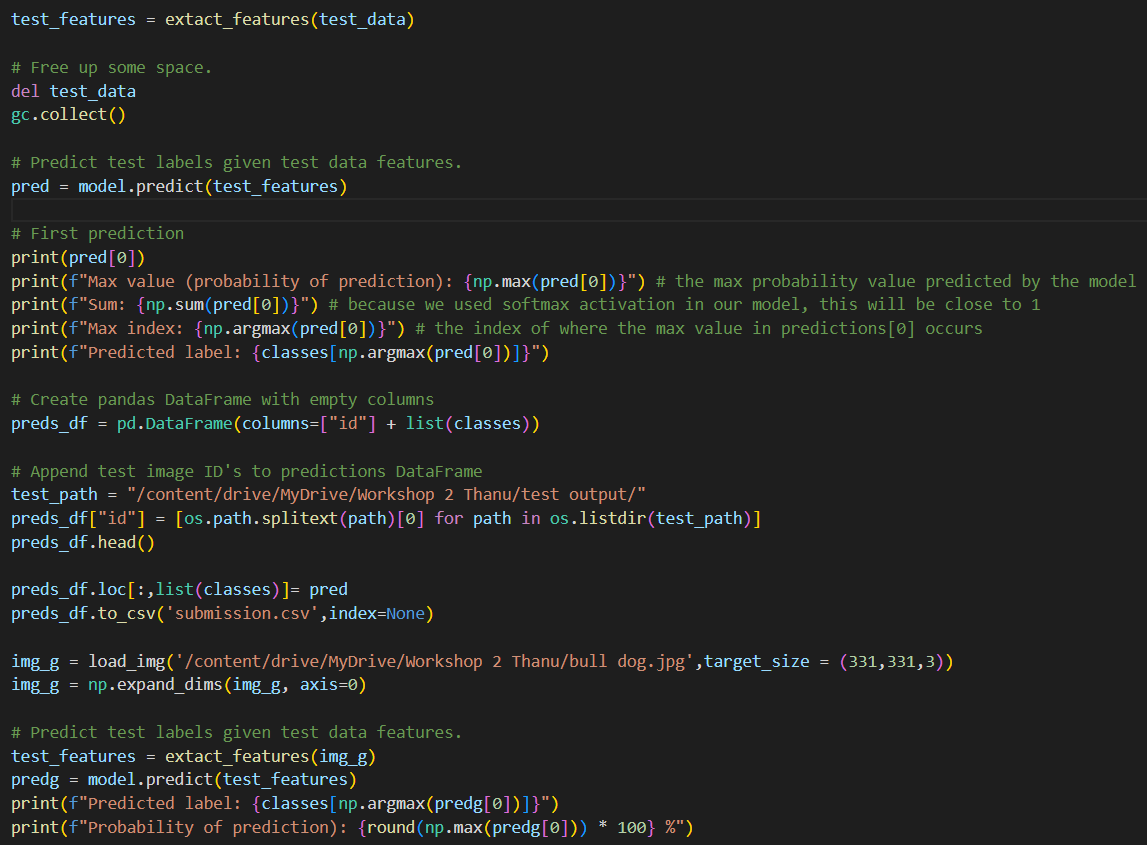 test_features = extact_features(test_data)
# Free up some space.
del test_data
gc.collect()
# Predict test labels given test data features.
pred = model.predict(test_features)
# First prediction
print(pred[0])
print(f"Max value (probability of prediction): {np.max(pred[0])}") # the max probability value predicted by the model
print(f"Sum: {np.sum(pred[0])}") # because we used softmax activation in our model, this will be close to 1
print(f"Max index: {np.argmax(pred[0])}") # the index of where the max value in predictions[0] occurs
print(f"Predicted label: {classes[np.argmax(pred[0])]}")
# Create pandas DataFrame with empty columns
preds_df = pd.DataFrame(columns=["id"] + list(classes))
# Append test image ID's to predictions DataFrame
test_path = "/content/drive/MyDrive/Workshop 2 Thanu/test output/"
preds_df["id"] = [os.path.splitext(path)[0] for path in os.listdir(test_path)]
preds_df.head()
preds_df.loc[:,list(classes)]= pred
preds_df.to_csv('submission.csv',index=None)
img_g = load_img('/content/drive/MyDrive/Workshop 2 Thanu/bull dog.jpg',target_size = (331,331,3))
img_g = np.expand_dims(img_g, axis=0)
# Predict test labels given test data features.
test_features = extact_features(img_g)
predg = model.predict(test_features)
print(f"Predicted label: {classes[np.argmax(predg[0])]}")
print(f"Probability of prediction): {round(np.max(predg[0])) * 100} %")